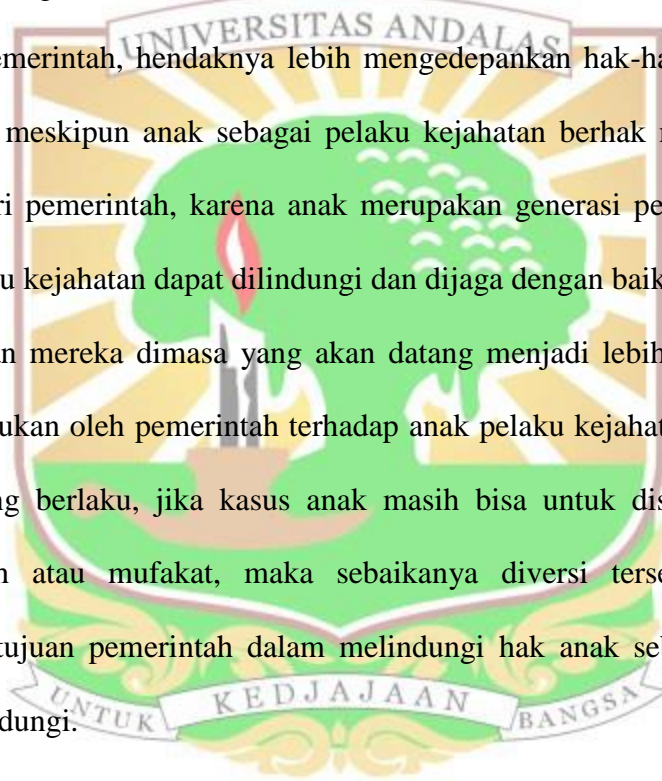 UNIVERSITAS ANDALAS
emerintah, hendaknya lebih mengedepankan hak-ha
meskipun anak sebagai pelaku kejahatan berhak
ri pemerintah, karena anak merupakan generasi pe
u kejahatan dapat dilindungi dan dijaga dengan baik
n mereka dimasa yang akan datang menjadi lebih
ukan oleh pemerintah terhadap anak pelaku kejahat
ng berlaku, jika kasus anak masih bisa untuk dis
n atau mufakat, maka sebaikanya diversi terse
tujuan pemerintah dalam melindungi hak anak seb
ndungi.
UNTUK KEDJAJAAN BANGSA